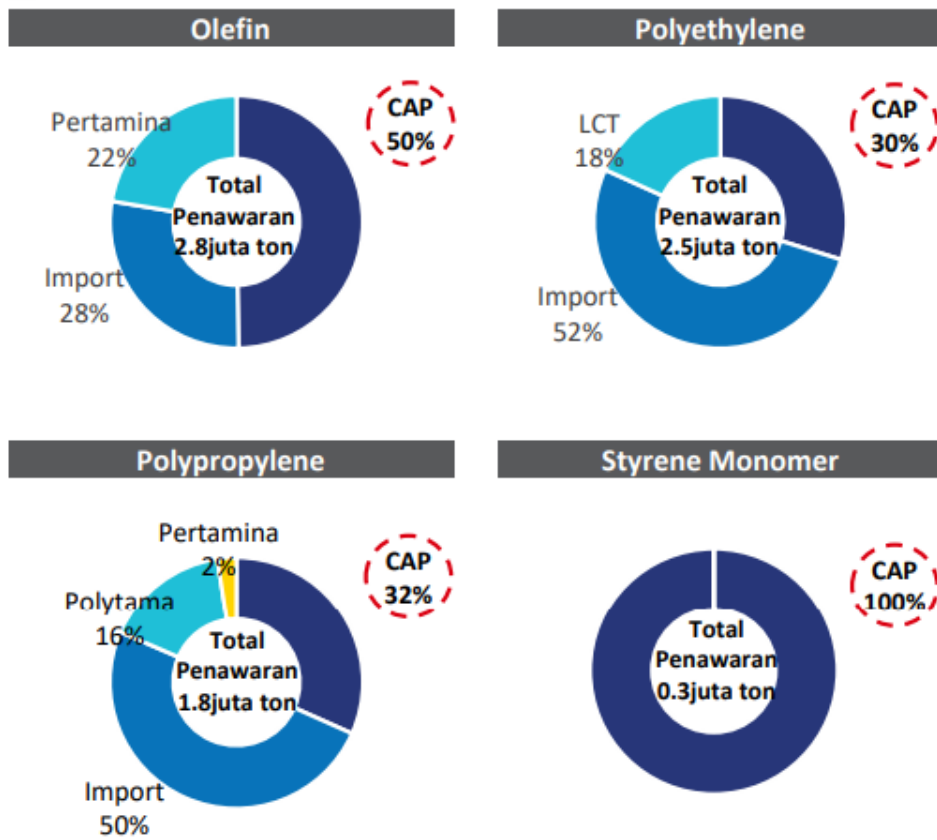 Olefin
Pertamina
22%
Import
28%
Total
Penawaran
2.8juta ton
CAP
50%
Polyethylene
LCT
18%
Import
52%
Total
Penawaran
2.5juta ton
CAP
30%
Polypropylene
Pertamina
2%
Polytama
16%
Import
50%
Total
Penawaran
1.8juta ton
CAP
32%
Styrene Monomer
Total
Penawaran
0.3juta ton
CAP
100%